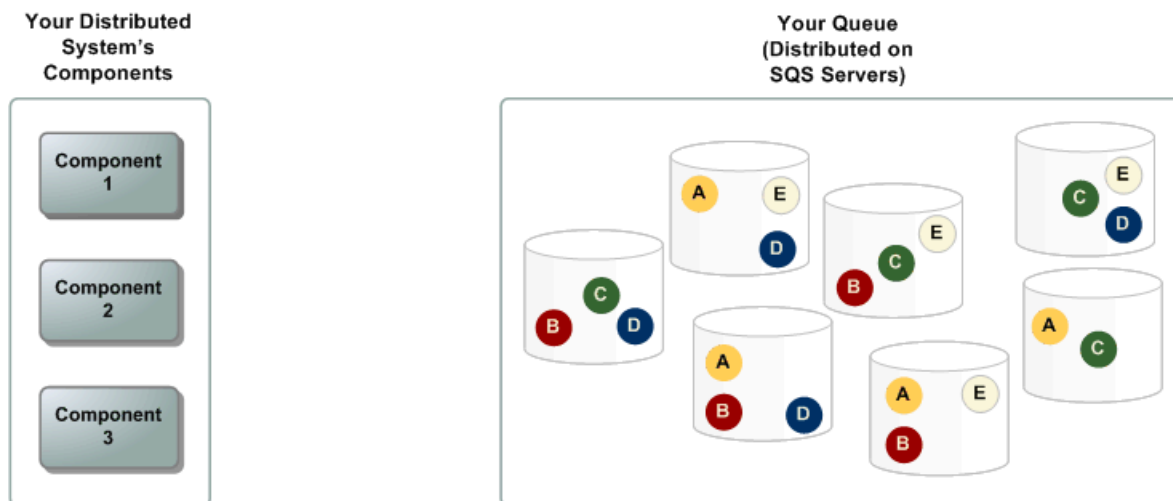 Your Distributed
System's
Components
Component
1
Component
2
Component
3
Your Queue
(Distributed on
SQS Servers)
C
B
D
A
E
D
E
C
B
E
C
D
A
B
D
A
E
B
A
C